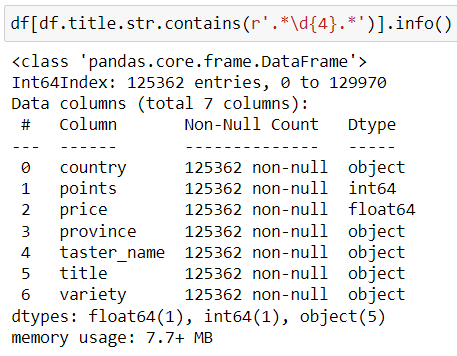 df[df.title.str.contains(r'.*\d{4}.*')].info()
<class 'pandas.core.frame.DataFrame'>
Int64Index: 125362 entries, 0 to 129970
Data columns (total 7 columns):
 #   Column       Non-Null Count   Dtype
---  ------       --------------   -----
 0   country      125362 non-null  object
 1   points       125362 non-null  int64
 2   price        125362 non-null  float64
 3   province     125362 non-null  object
 4   taster_name  125362 non-null  object
 5   title        125362 non-null  object
 6   variety      125362 non-null  object
dtypes: float64(1), int64(1), object(5)
memory usage: 7.7+ MB